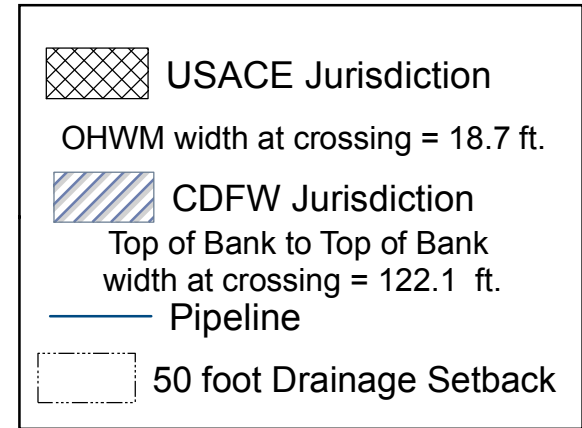 USACE Jurisdiction
OHWM width at crossing = 18.7 ft.
CDFW Jurisdiction
Top of Bank to Top of Bank
width at crossing = 122.1 ft.
Pipeline
50 foot Drainage Setback